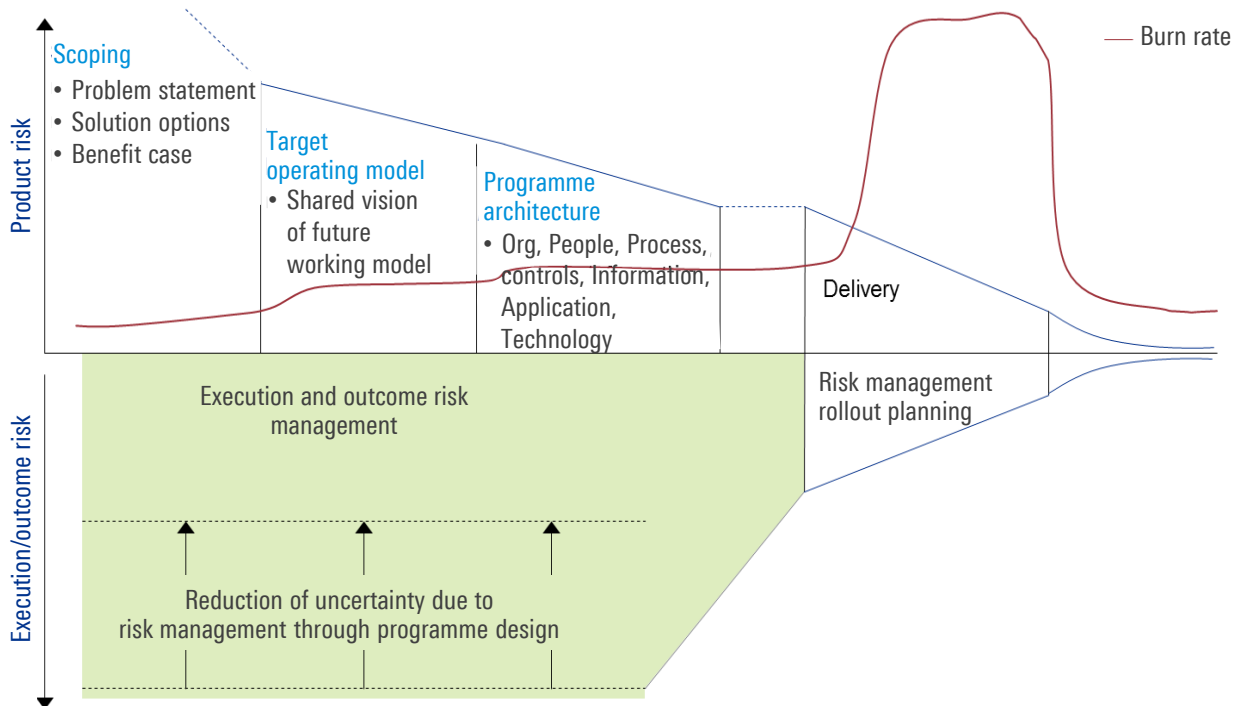 Product risk
Execution/outcome risk
Scoping
• Problem statement
• Solution options
• Benefit case
Target
operating model
• Shared vision
of future
working model
Programme
architecture
• Org, People, Process,
controls, Information,
Application,
Technology
Delivery
Burn rate
Execution and outcome risk
management
Risk management
rollout planning
Reduction of uncertainty due to
risk management through programme design